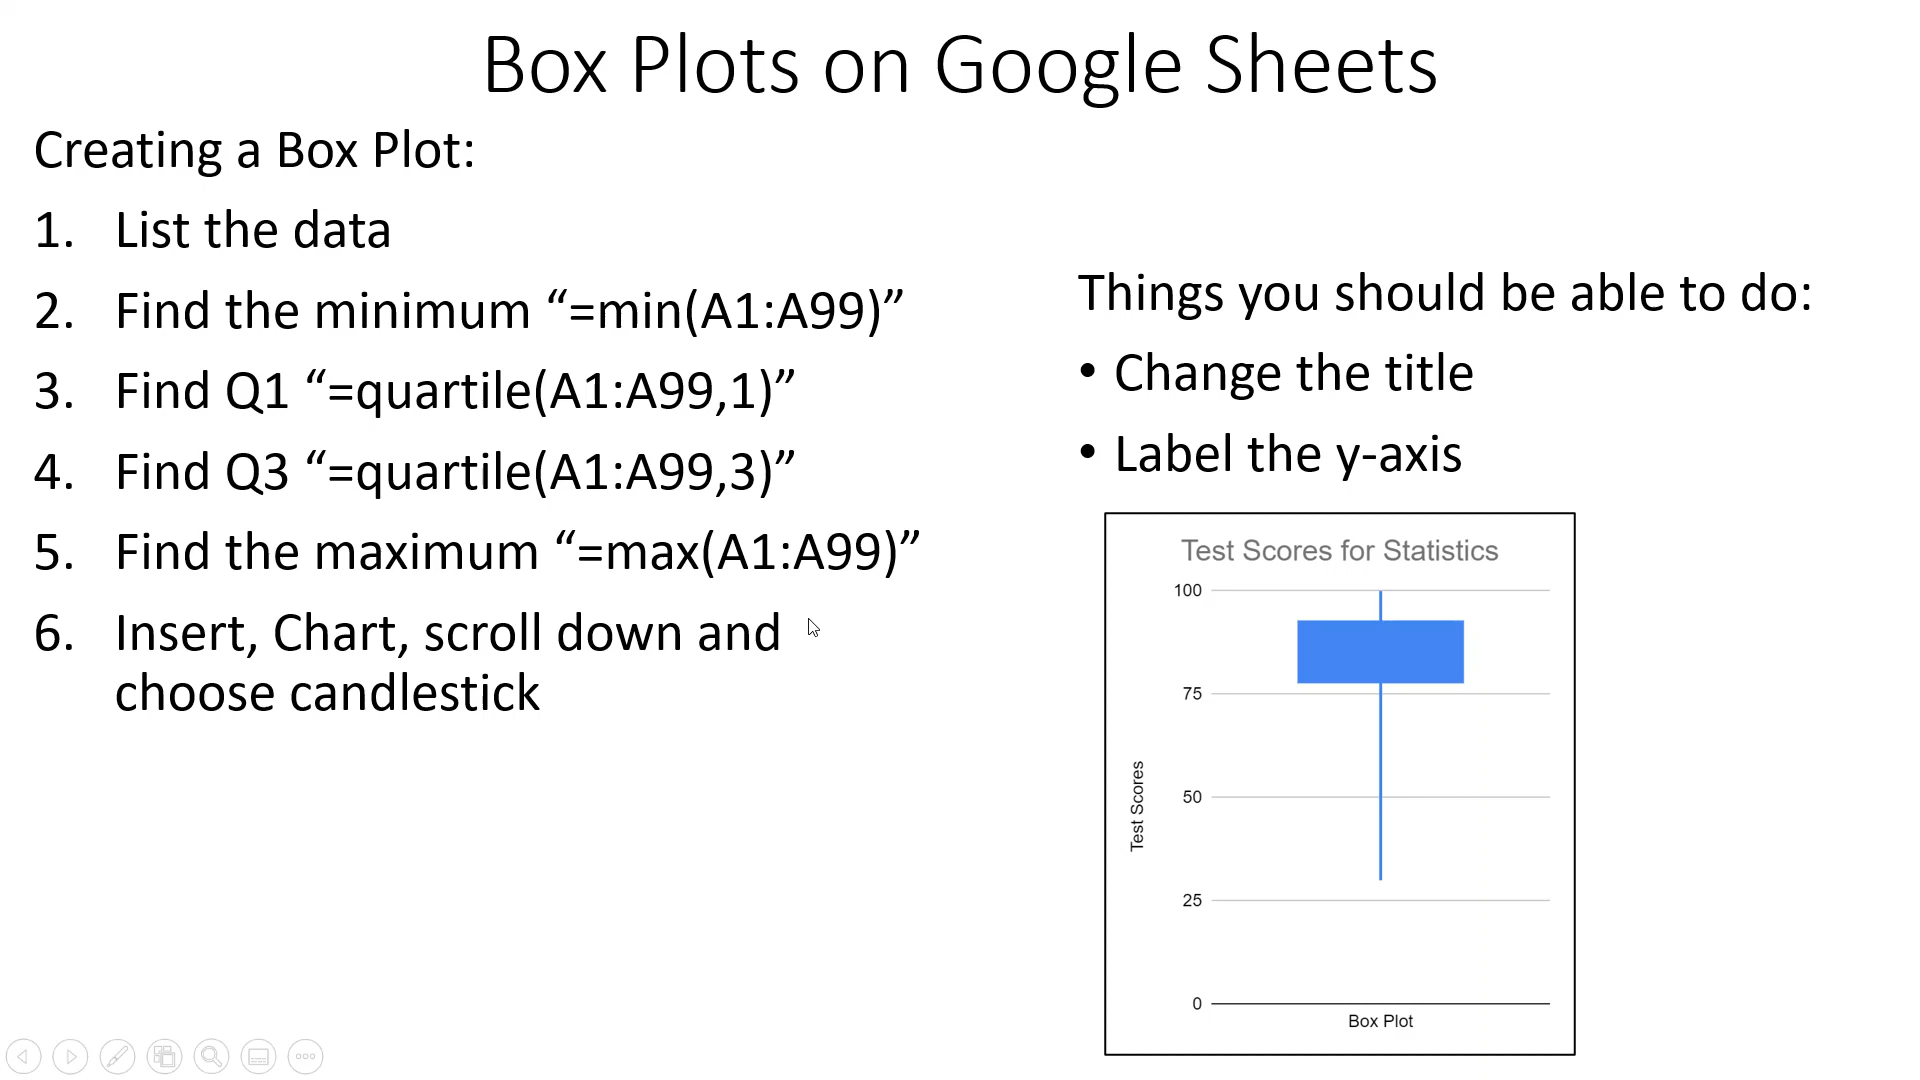 Box Plots on Google Sheets
Creating a Box Plot:
1. List the data
2. Find the minimum “=min(A1:A99)”
3. Find Q1 “=quartile(A1:A99,1)”
4. Find Q3 “=quartile(A1:A99,3)”
5. Find the maximum “=max(A1:A99)”
6. Insert, Chart, scroll down and
choose candlestick
Things you should be able to do:
• Change the title
• Label the y-axis
Test Scores for Statistics
100
75
50
25
0
Test Scores
Box Plot